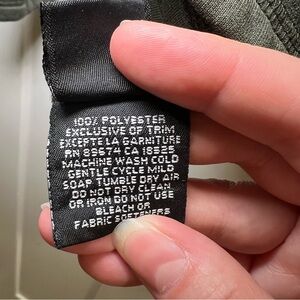 100% POLYESTER
EXCLUSIVE OF TRIM
EXCEPTE LA GARNITURE
RN 89674 CA 18523
MACHINE WASH COLD
GENTLE CYCLE MILD
SOAP TUMBLE DRY AIR
DO NOT DRY CLEAN
OR IRON DO NOT USE
BLEACH OR
FABRIC SOFTENERS